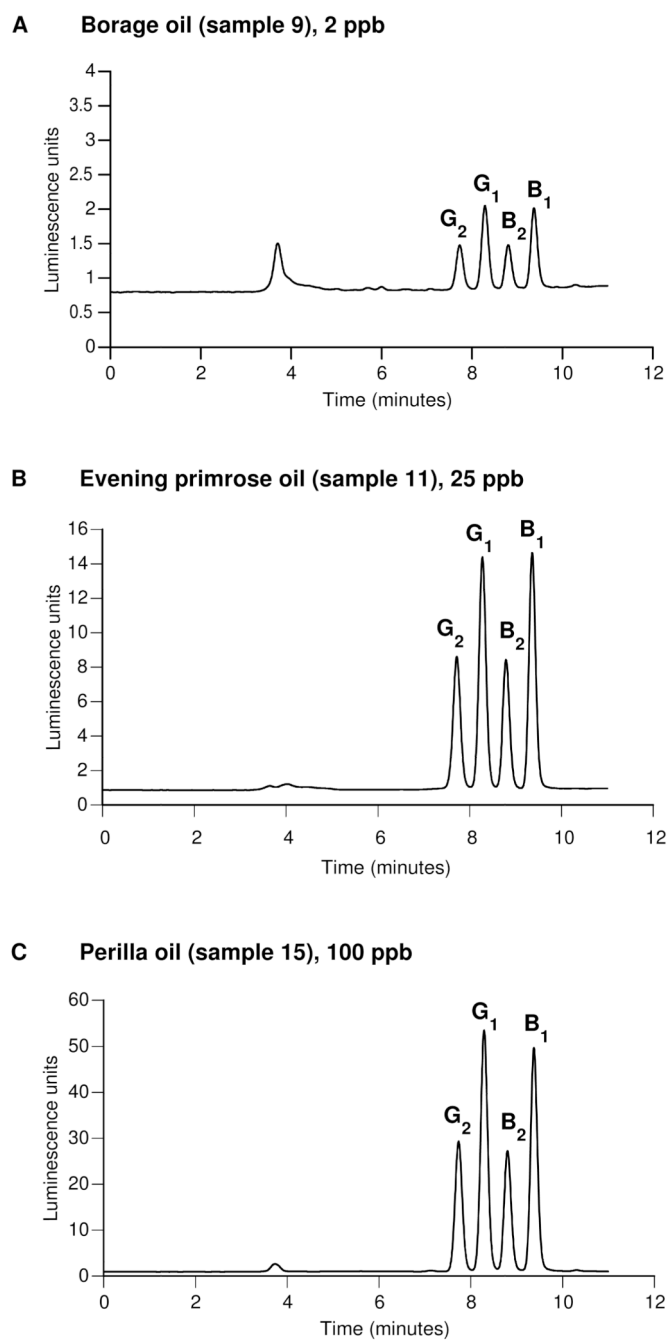 A Borage oil (sample 9), 2 ppb
4
3.5
3
2.5
2
1.5
1
0.5
0
Luminescence units
G2
G1
B2
B1
0 2 4 6 8 10 12
Time (minutes)
B Evening primrose oil (sample 11), 25 ppb
16
14
12
10
8
6
4
2
0
Luminescence units
G2
G1
B2
B1
0 2 4 6 8 10 12
Time (minutes)
C Perilla oil (sample 15), 100 ppb
60
50
40
30
20
10
0
Luminescence units
G2
G1
B2
B1
0 2 4 6 8 10 12
Time (minutes)